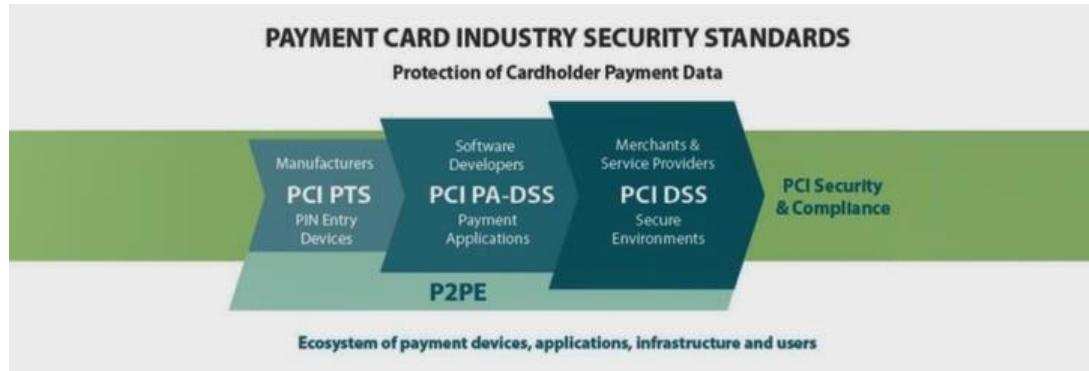 PAYMENT CARD INDUSTRY SECURITY STANDARDS
Protection of Cardholder Payment Data
Manufacturers
PCI PTS
PIN Entry
Devices
Software
Developers
PCI PA-DSS
Payment
Applications
Merchants &
Service Providers
PCI DSS
Secure
Environments
PCI Security
& Compliance
P2PE
Ecosystem of payment devices, applications, infrastructure and users